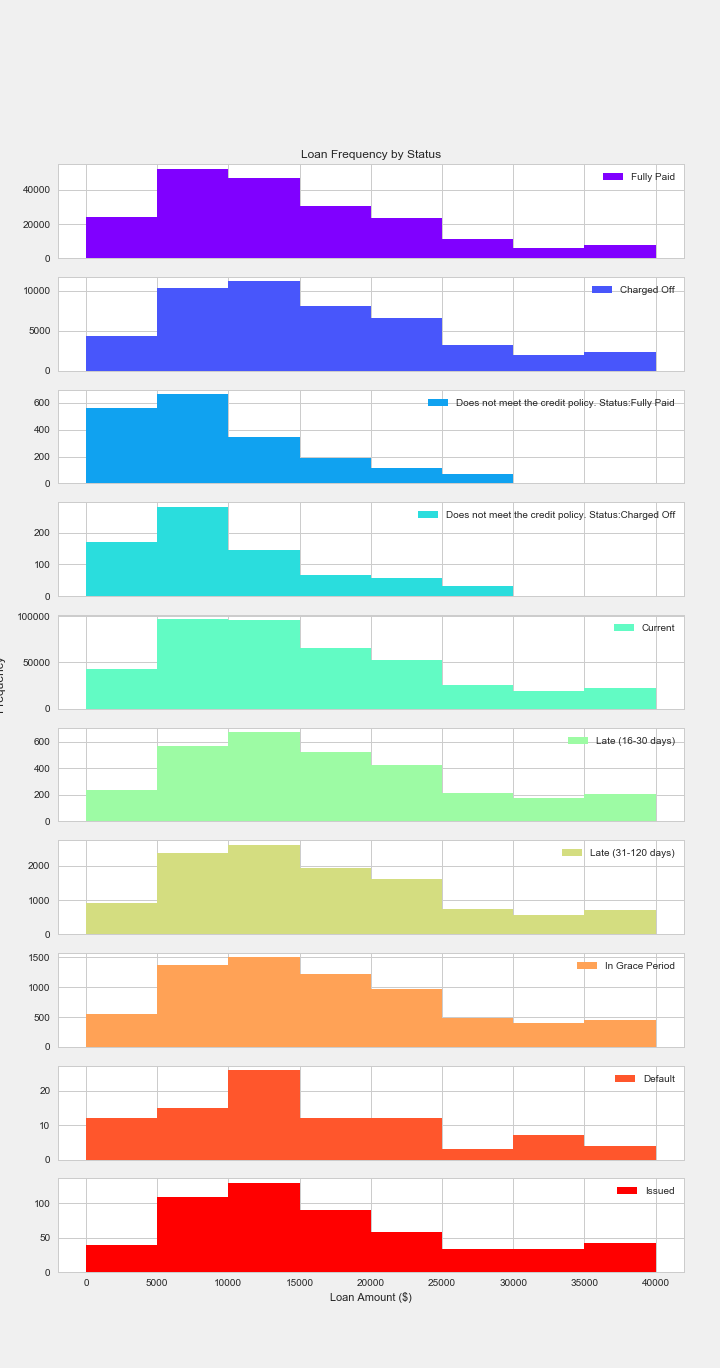 Loan Frequency by Status
Fully Paid
40000
20000
0
Charged Off
10000
5000
0
Does not meet the credit policy. Status:Fully Paid
600
400
200
0
Does not meet the credit policy. Status:Charged Off
200
100
0
Current
100000
50000
0
Frequency
Late (16-30 days)
600
400
200
0
Late (31-120 days)
2000
1000
0
In Grace Period
1500
1000
500
0
Default
20
10
0
Issued
100
50
0
0 5000 10000 15000 20000 25000 30000 35000 40000
Loan Amount ($)